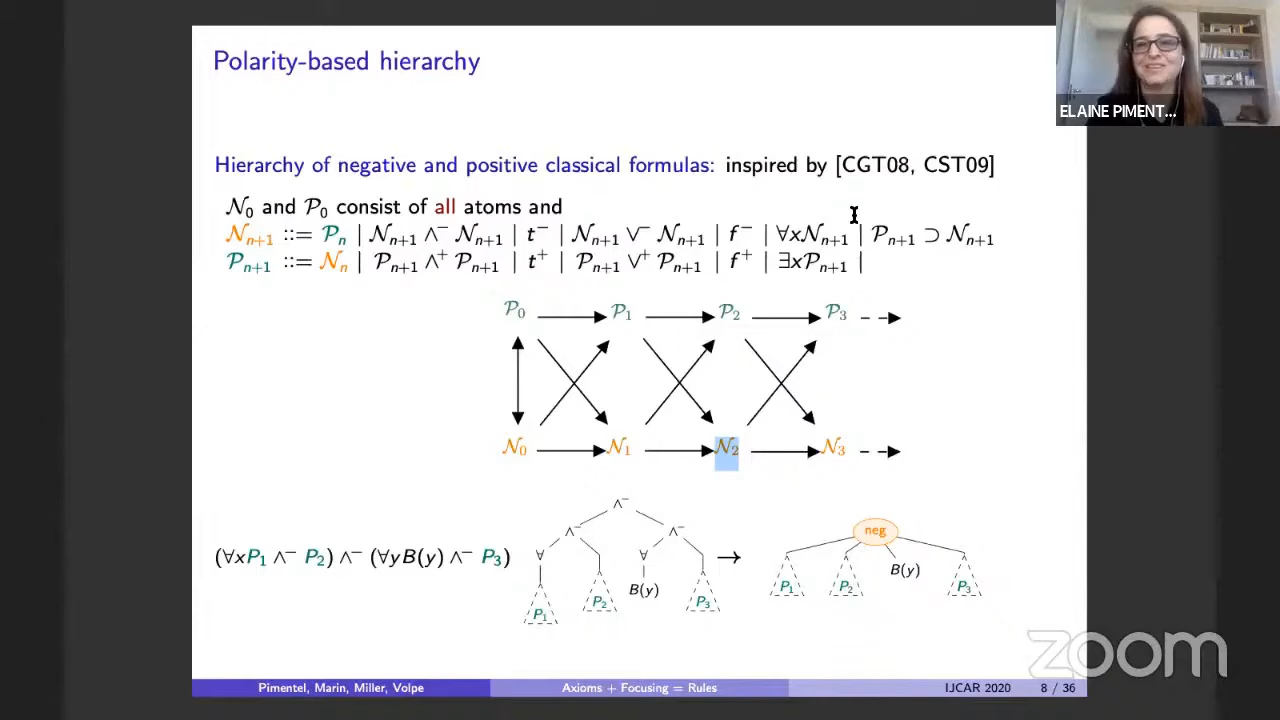 Polarity-based hierarchy
ELAINE PIMENT...
Hierarchy of negative and positive classical formulas: inspired by [CGT08, CST09]
𝒩₀ and 𝒫₀ consist of all atoms and
𝒩ₙ₊₁ ::= 𝒫ₙ | 𝒩ₙ₊₁ ∧⁻ 𝒩ₙ₊₁ | t⁻ | 𝒩ₙ₊₁ ∨⁻ 𝒩ₙ₊₁ | f⁻ | ∀x𝒩ₙ₊₁ | 𝒫ₙ₊₁ ⊃ 𝒩ₙ₊₁
𝒫ₙ₊₁ ::= 𝒩ₙ | 𝒫ₙ₊₁ ∧⁺ 𝒫ₙ₊₁ | t⁺ | 𝒫ₙ₊₁ ∨⁺ 𝒫ₙ₊₁ | f⁺ | ∃x𝒫ₙ₊₁ |
𝒫₀ 𝒫₁ 𝒫₂ 𝒫₃
𝒩₀ 𝒩₁ 𝒩₂ 𝒩₃
(∀xP₁ ∧⁻ P₂) ∧⁻ (∀yB(y) ∧⁻ P₃)
∧⁻
∧⁻ ∧⁻
∀ ∀
B(y)
P₁ P₂ P₃
→
neg
B(y)
P₁ P₂ P₃
zoom
Pimentel, Marin, Miller, Volpe Axioms + Focusing = Rules IJCAR 2020 8 / 36